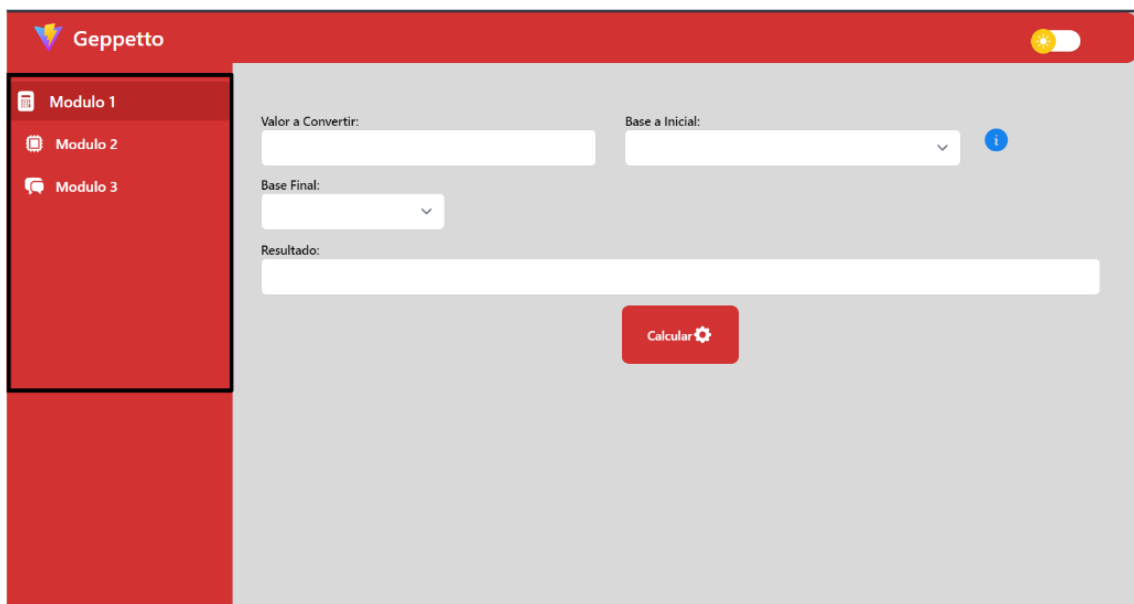 Geppetto
Modulo 1
Modulo 2
Modulo 3
Valor a Convertir:
Base a Inicial:
i
Base Final:
Resultado:
Calcular